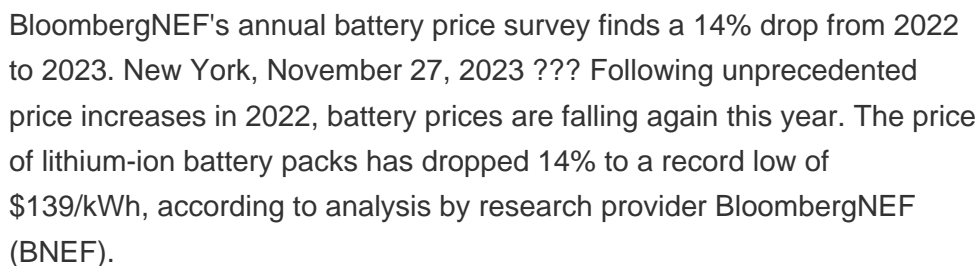 BloombergNEF's annual battery price survey finds a 14% drop from 2022
to 2023. New York, November 27, 2023 ??? Following unprecedented
price increases in 2022, battery prices are falling again this year. The price
of lithium-ion battery packs has dropped 14% to a record low of
$139/kWh, according to analysis by research provider BloombergNEF
(BNEF).